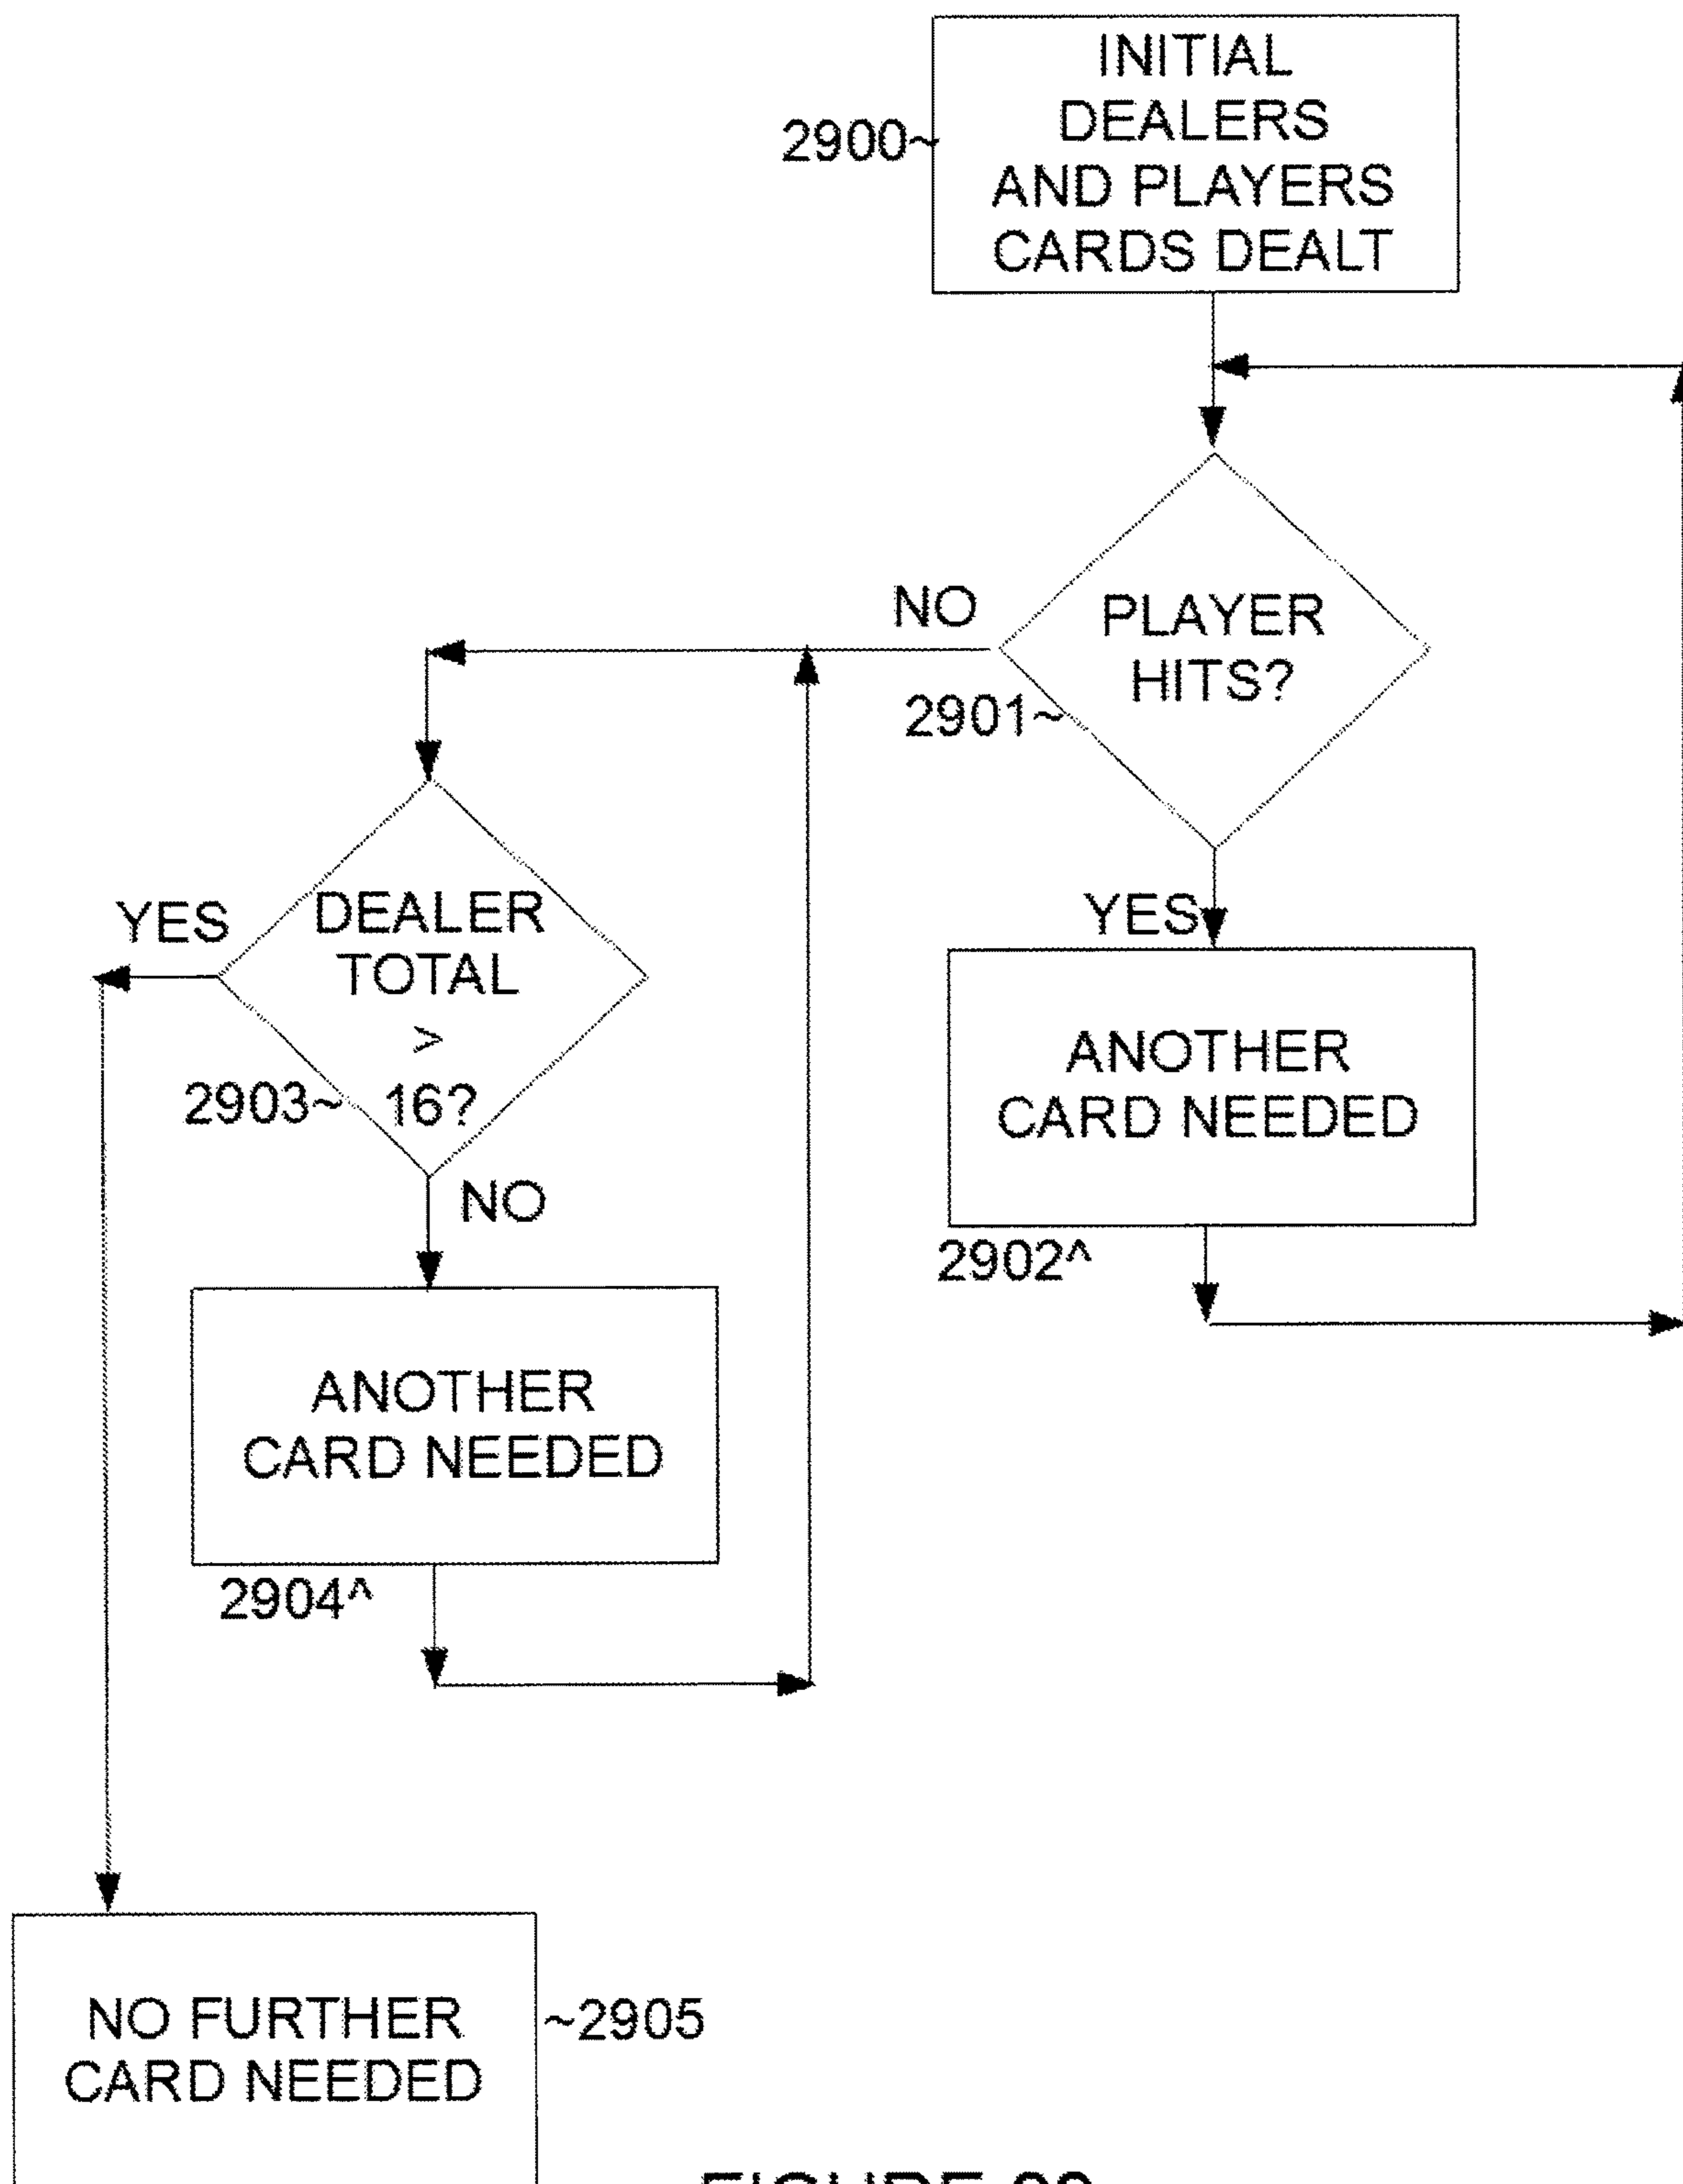 INITIAL
DEALERS
AND PLAYERS
CARDS DEALT
2900~
NO
PLAYER
HITS?
2901~
YES
DEALER
TOTAL
>
16?
2903~
YES
ANOTHER
CARD NEEDED
2902^
NO
ANOTHER
CARD NEEDED
2904^
NO FURTHER
CARD NEEDED
~2905
FIGURE